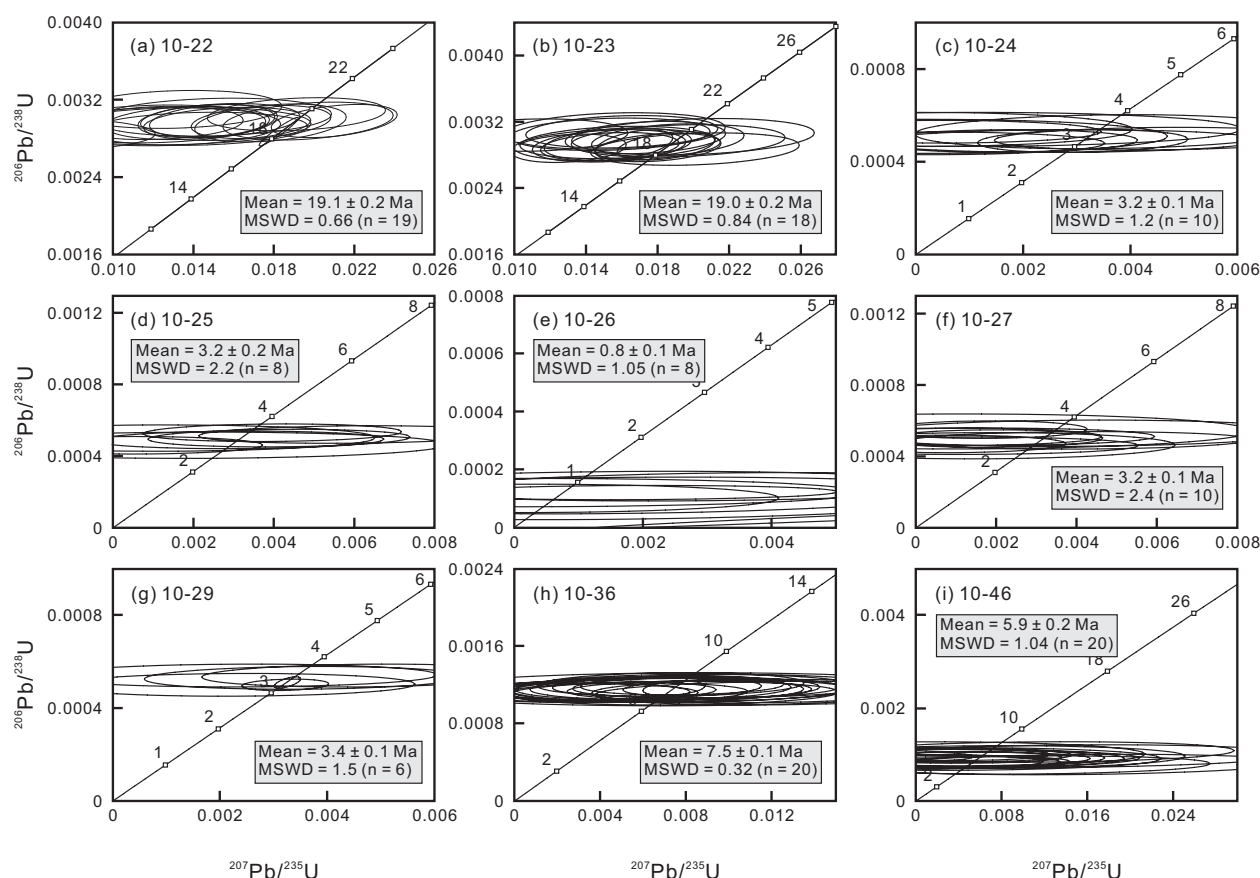 (a) 10-22
0.0040
0.0032
0.0024
0.0016
²⁰⁶Pb/²³⁸U
22
18
14
Mean = 19.1 ± 0.2 Ma
MSWD = 0.66 (n = 19)
0.010 0.014 0.018 0.022 0.026
(b) 10-23
0.0040
0.0032
0.0024
0.0016
26
22
18
14
Mean = 19.0 ± 0.2 Ma
MSWD = 0.84 (n = 18)
0.010 0.014 0.018 0.022 0.026
(c) 10-24
0.0008
0.0004
0
6
5
4
3
2
1
Mean = 3.2 ± 0.1 Ma
MSWD = 1.2 (n = 10)
0 0.002 0.004 0.006
(d) 10-25
0.0012
0.0008
0.0004
0
²⁰⁶Pb/²³⁸U
Mean = 3.2 ± 0.2 Ma
MSWD = 2.2 (n = 8)
8
6
4
2
0 0.002 0.004 0.006 0.008
(e) 10-26
0.0008
0.0006
0.0004
0.0002
0
Mean = 0.8 ± 0.1 Ma
MSWD = 1.05 (n = 8)
5
4
3
2
1
0 0.002 0.004
(f) 10-27
0.0012
0.0008
0.0004
0
8
6
4
2
Mean = 3.2 ± 0.1 Ma
MSWD = 2.4 (n = 10)
0 0.002 0.004 0.006 0.008
(g) 10-29
0.0008
0.0004
0
²⁰⁶Pb/²³⁸U
6
5
4
3
2
1
Mean = 3.4 ± 0.1 Ma
MSWD = 1.5 (n = 6)
0 0.002 0.004 0.006
²⁰⁷Pb/²³⁵U
(h) 10-36
0.0024
0.0016
0.0008
0
14
10
2
Mean = 7.5 ± 0.1 Ma
MSWD = 0.32 (n = 20)
0 0.004 0.008 0.012
²⁰⁷Pb/²³⁵U
(i) 10-46
0.004
0.002
0
Mean = 5.9 ± 0.2 Ma
MSWD = 1.04 (n = 20)
26
18
10
2
0 0.008 0.016 0.024
²⁰⁷Pb/²³⁵U